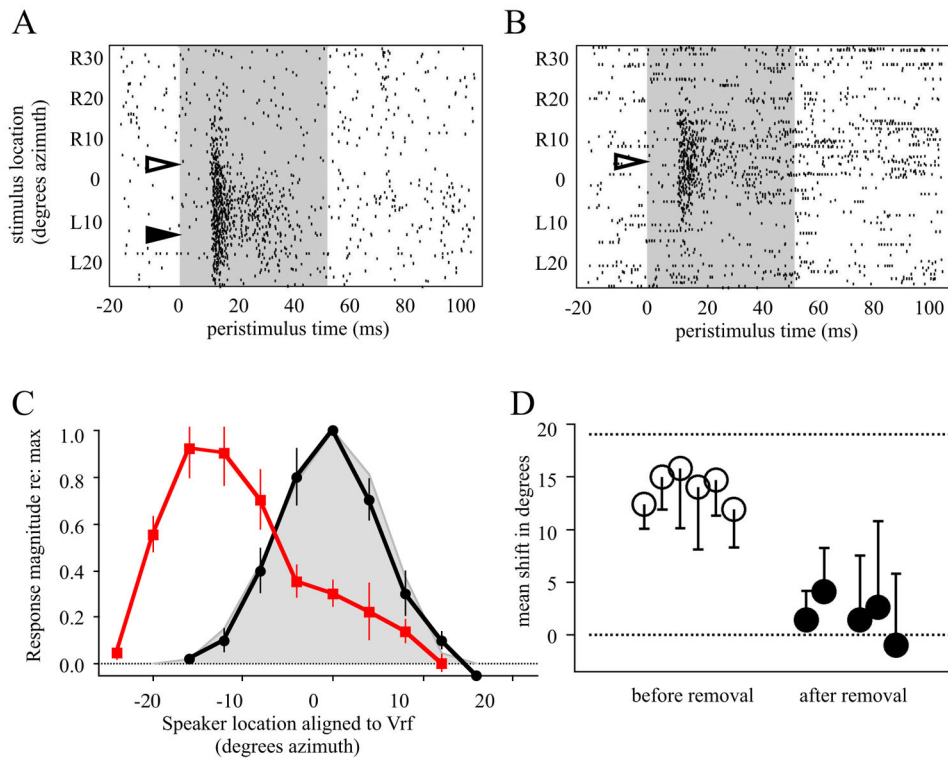 A
stimulus location
(degrees azimuth)
R30
R20
R10
0
L10
L20
-20 0 20 40 60 80 100
peristimulus time (ms)
B
R30
R20
R10
0
L10
L20
-20 0 20 40 60 80 100
peristimulus time (ms)
C
Response magnitude re: max
1.0
0.8
0.6
0.4
0.2
0.0
-20 -10 0 10 20
Speaker location aligned to Vrf
(degrees azimuth)
D
mean shift in degrees
20
15
10
5
0
before removal after removal